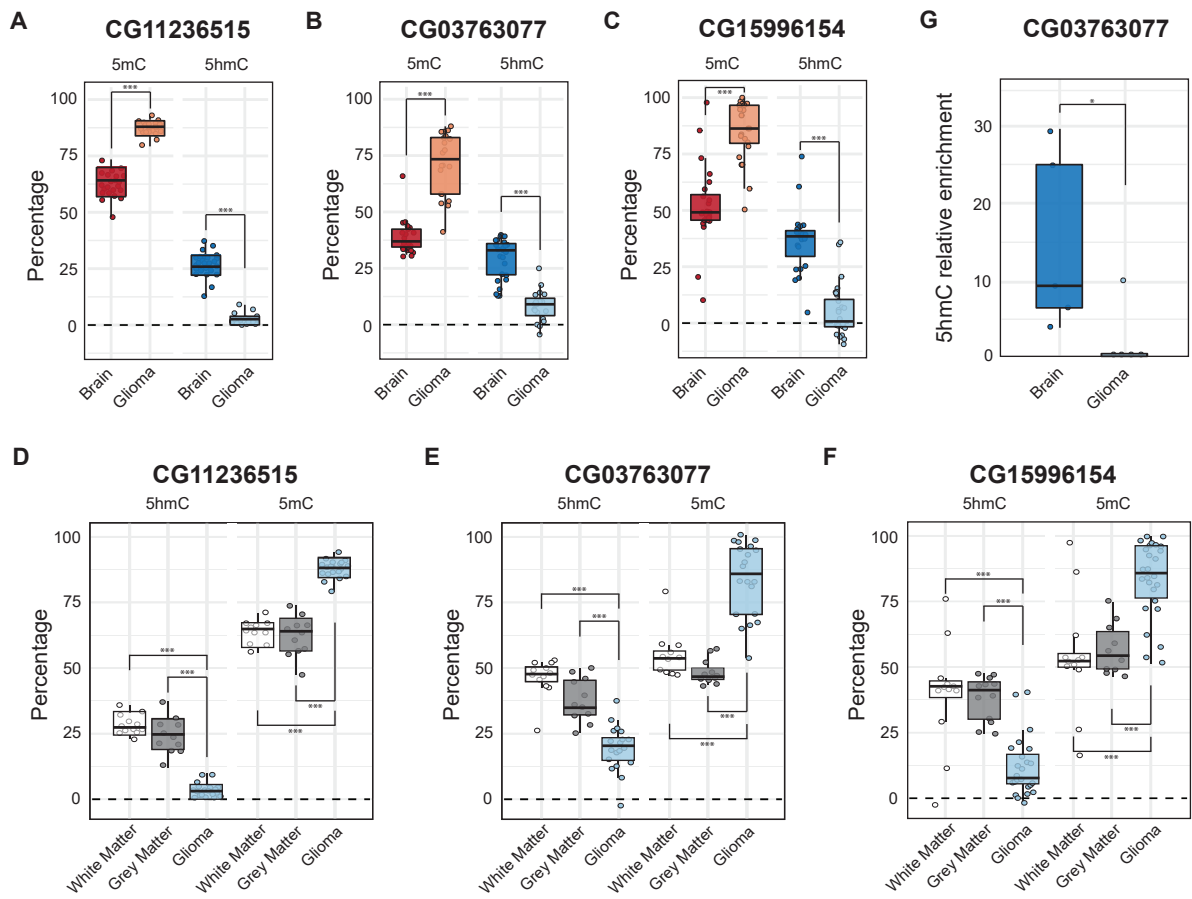 A
CG11236515
5mC 5hmC
Percentage
100
75
50
25
0
***
***
Brain Glioma Brain Glioma
B
CG03763077
5mC 5hmC
Percentage
100
75
50
25
0
***
***
Brain Glioma Brain Glioma
C
CG15996154
5mC 5hmC
Percentage
100
75
50
25
0
***
***
Brain Glioma Brain Glioma
G
CG03763077
5hmC relative enrichment
30
20
10
0
*
Brain Glioma
D
CG11236515
5hmC 5mC
Percentage
100
75
50
25
0
***
***
***
***
White Matter Grey Matter Glioma White Matter Grey Matter Glioma
E
CG03763077
5hmC 5mC
Percentage
100
75
50
25
0
***
***
***
***
White Matter Grey Matter Glioma White Matter Grey Matter Glioma
F
CG15996154
5hmC 5mC
Percentage
100
75
50
25
0
***
***
***
***
White Matter Grey Matter Glioma White Matter Grey Matter Glioma